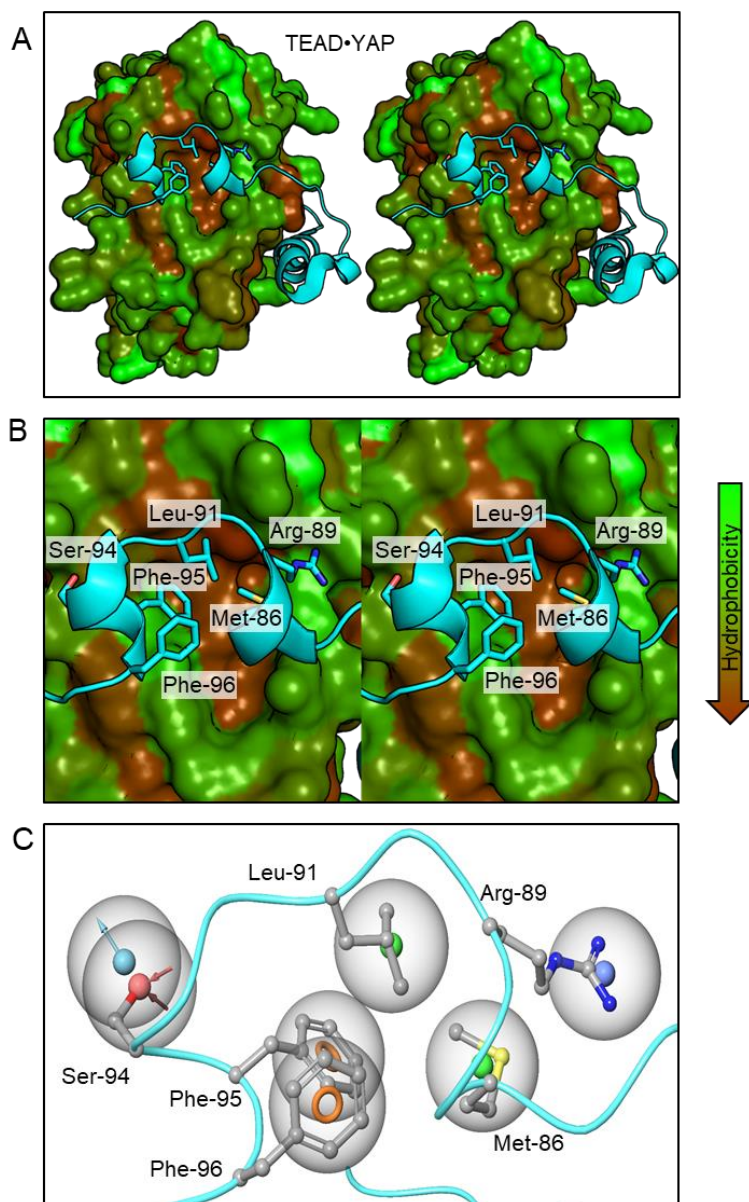 A
TEAD•YAP
B
Leu-91
Arg-89
Ser-94
Phe-95
Met-86
Phe-96
Leu-91
Arg-89
Ser-94
Phe-95
Met-86
Phe-96
Hydrophobicity
C
Leu-91
Arg-89
Ser-94
Phe-95
Met-86
Phe-96